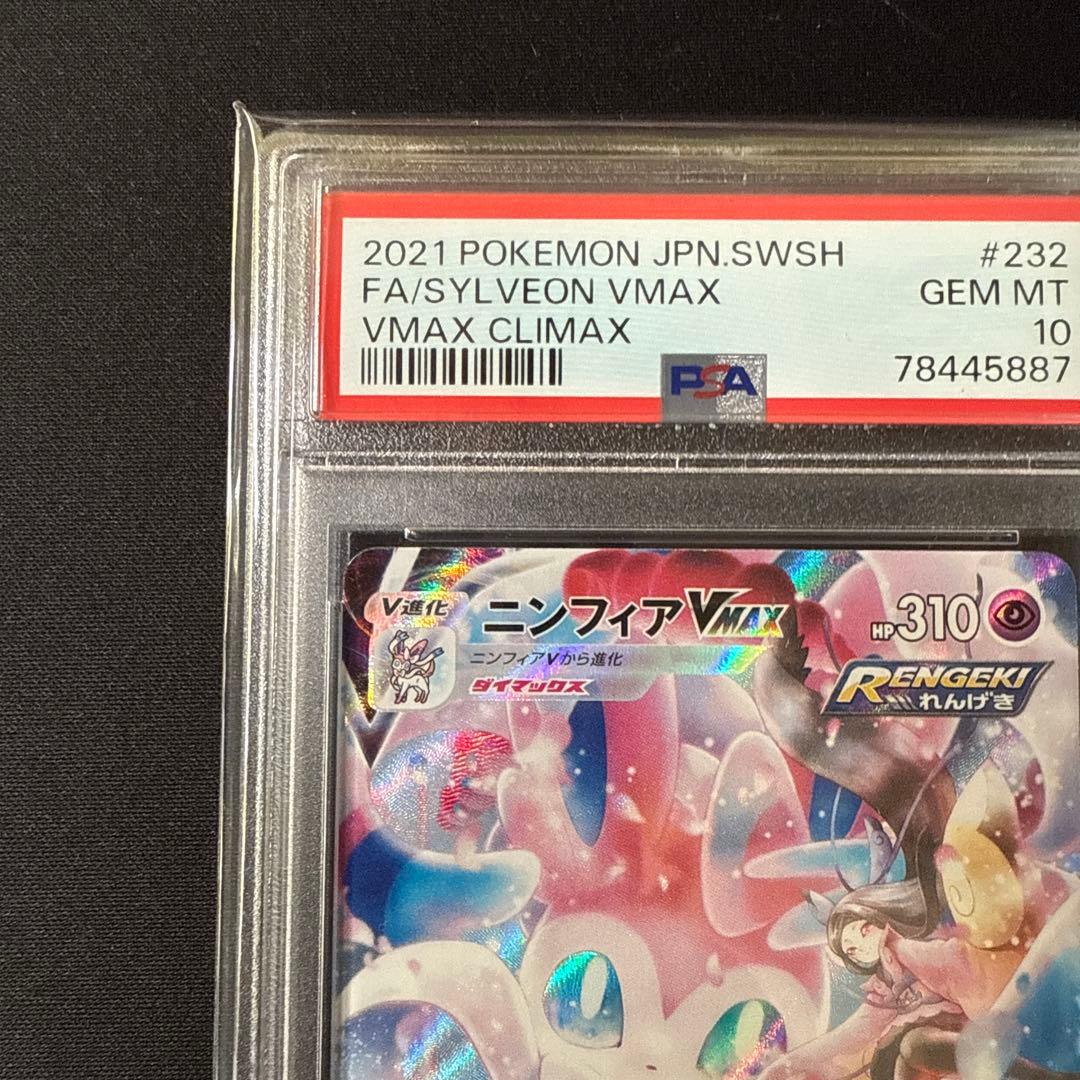 2021 POKEMON JPN.SWSH #232
FA/SYLVEON VMAX GEM MT
VMAX CLIMAX 10
PSA 78445887
V進化 ニンフィアVMAX HP310
ニンフィアVから進化
ダイマックス
RENGEKI
れんげき